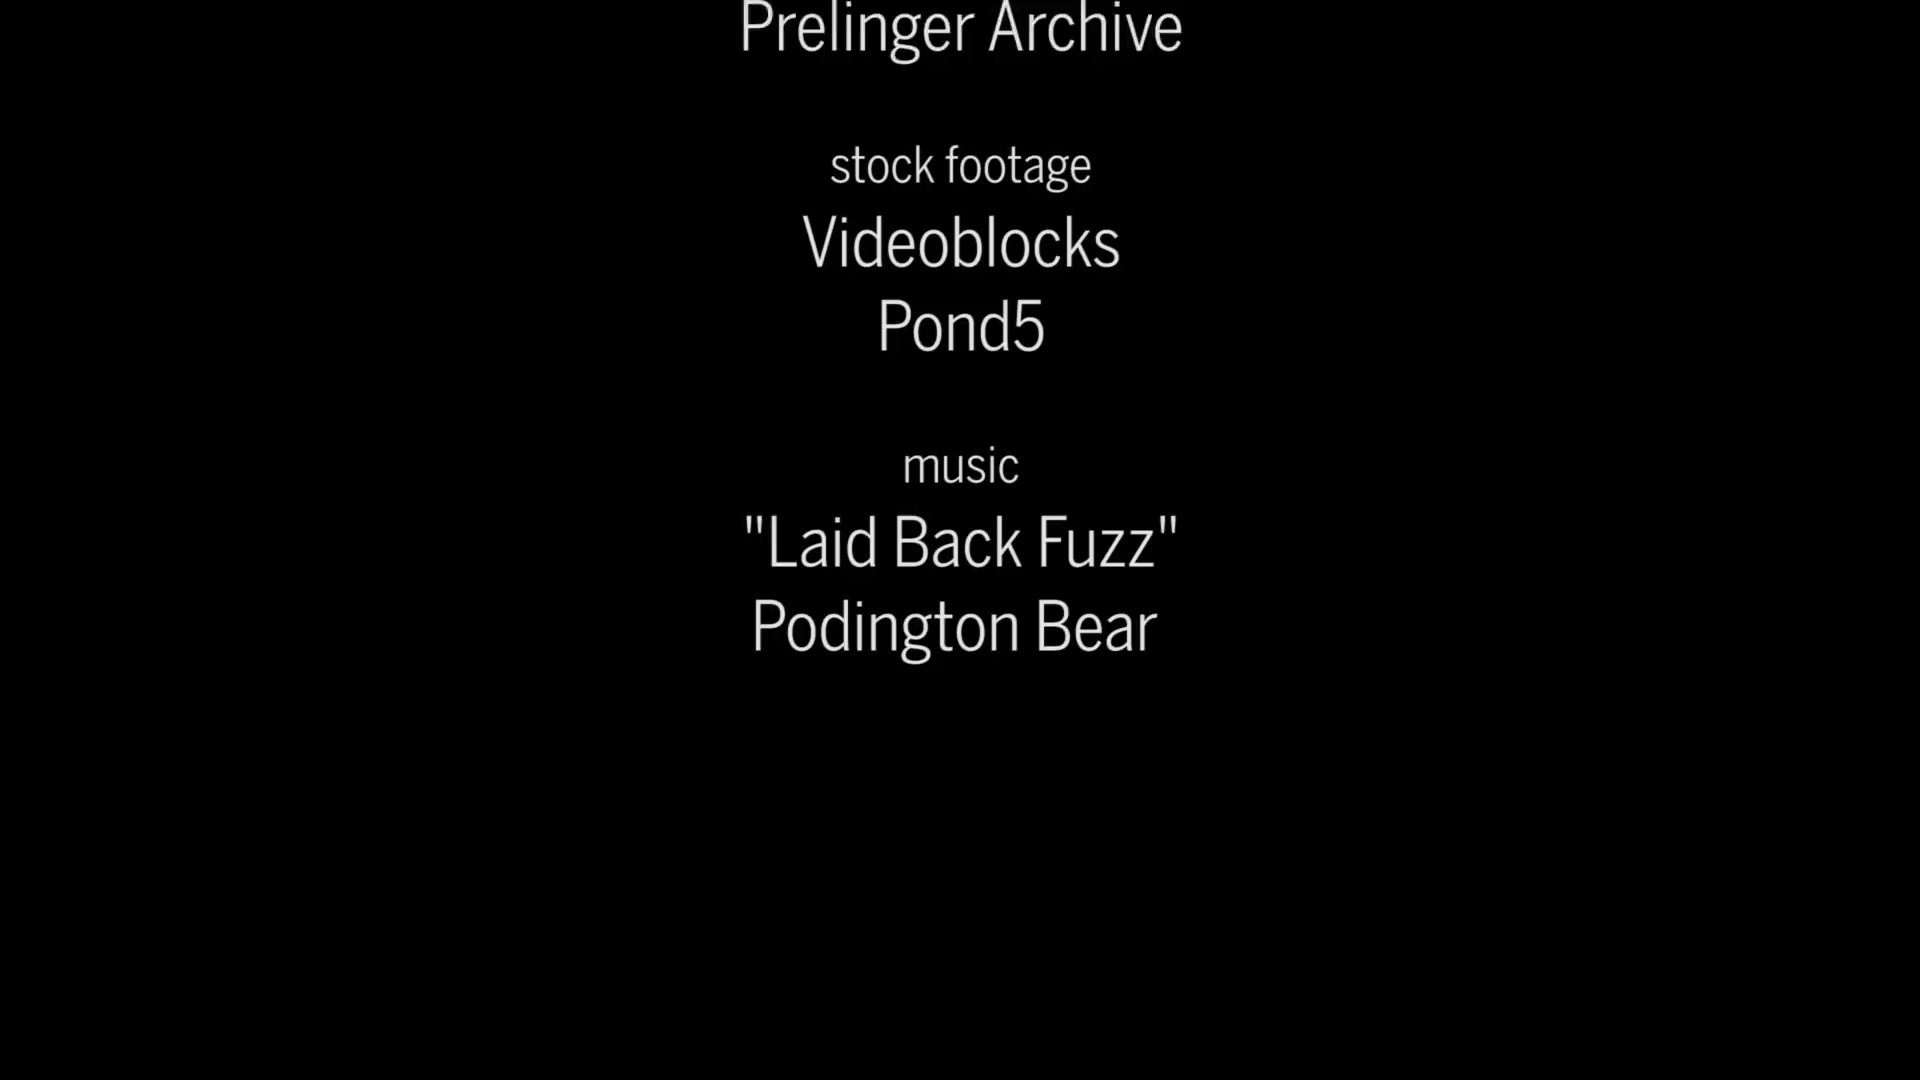 Prelinger Archive
stock footage
Videoblocks
Pond5
music
"Laid Back Fuzz"
Podington Bear